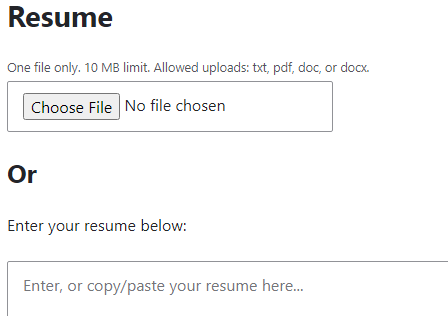 Resume
One file only. 10 MB limit. Allowed uploads: txt, pdf, doc, or docx.
Choose File No file chosen
Or
Enter your resume below:
Enter, or copy/paste your resume here...